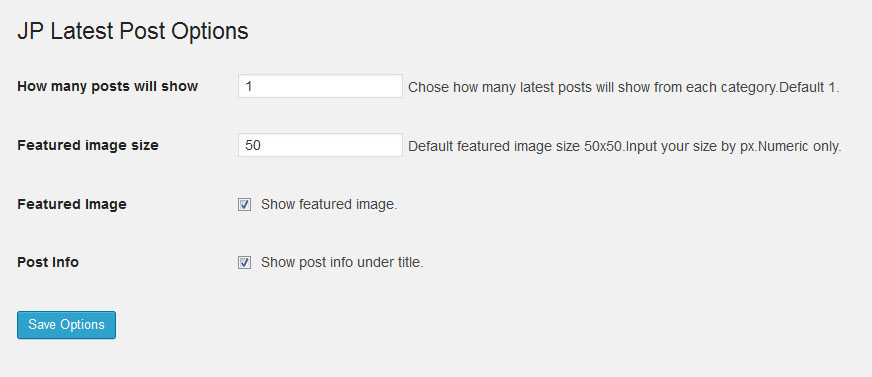 JP Latest Post Options
How many posts will show 1 Chose how many latest posts will show from each category.Default 1.
Featured image size 50 Default featured image size 50x50.Input your size by px.Numeric only.
Featured Image Show featured image.
Post Info Show post info under title.
Save Options